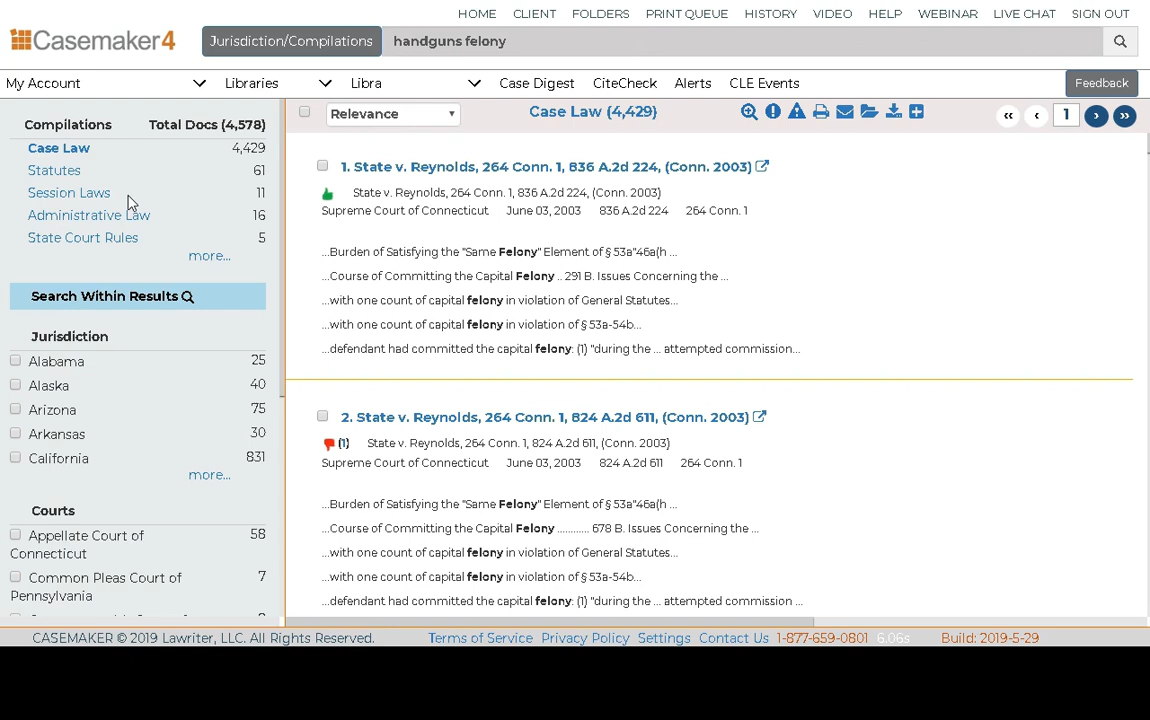 HOME CLIENT FOLDERS PRINT QUEUE HISTORY VIDEO HELP WEBINAR LIVE CHAT SIGN OUT
Casemaker4 Jurisdiction/Compilations handguns felony
My Account Libraries Libra Case Digest CiteCheck Alerts CLE Events Feedback
Compilations Total Docs (4,578)
Case Law 4,429
Statutes 61
Session Laws 11
Administrative Law 16
State Court Rules 5
more...
Search Within Results
Jurisdiction
Alabama 25
Alaska 40
Arizona 75
Arkansas 30
California 831
more...
Courts
Appellate Court of 58
Connecticut
Common Pleas Court of 7
Pennsylvania
Relevance Case Law (4,429) « ‹ 1 › »
1. State v. Reynolds, 264 Conn. 1, 836 A.2d 224, (Conn. 2003)
State v. Reynolds, 264 Conn. 1, 836 A.2d 224, (Conn. 2003)
Supreme Court of Connecticut June 03, 2003 836 A.2d 224 264 Conn. 1
...Burden of Satisfying the "Same Felony" Element of § 53a"46a(h ...
...Course of Committing the Capital Felony .. 291 B. Issues Concerning the ...
...with one count of capital felony in violation of General Statutes...
...with one count of capital felony in violation of § 53a-54b...
...defendant had committed the capital felony: (1) "during the ... attempted commission...
2. State v. Reynolds, 264 Conn. 1, 824 A.2d 611, (Conn. 2003)
(1) State v. Reynolds, 264 Conn. 1, 824 A.2d 611, (Conn. 2003)
Supreme Court of Connecticut June 03, 2003 824 A.2d 611 264 Conn. 1
...Burden of Satisfying the "Same Felony" Element of § 53a"46a(h ...
...Course of Committing the Capital Felony ............ 678 B. Issues Concerning the ...
...with one count of capital felony in violation of General Statutes...
...with one count of capital felony in violation of § 53a-54b...
...defendant had committed the capital felony: (1) "during the ... attempted commission ...
CASEMAKER © 2019 Lawriter, LLC. All Rights Reserved. Terms of Service Privacy Policy Settings Contact Us 1-877-659-0801 6.06s Build: 2019-5-29